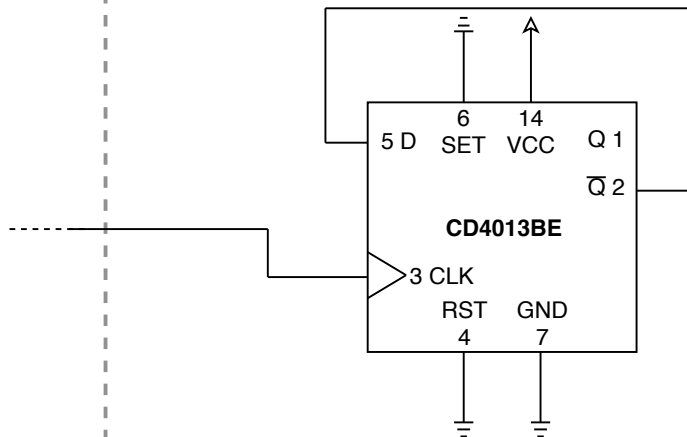 6 14
5 D SET VCC Q 1
Q̅ 2
CD4013BE
3 CLK
RST GND
4 7